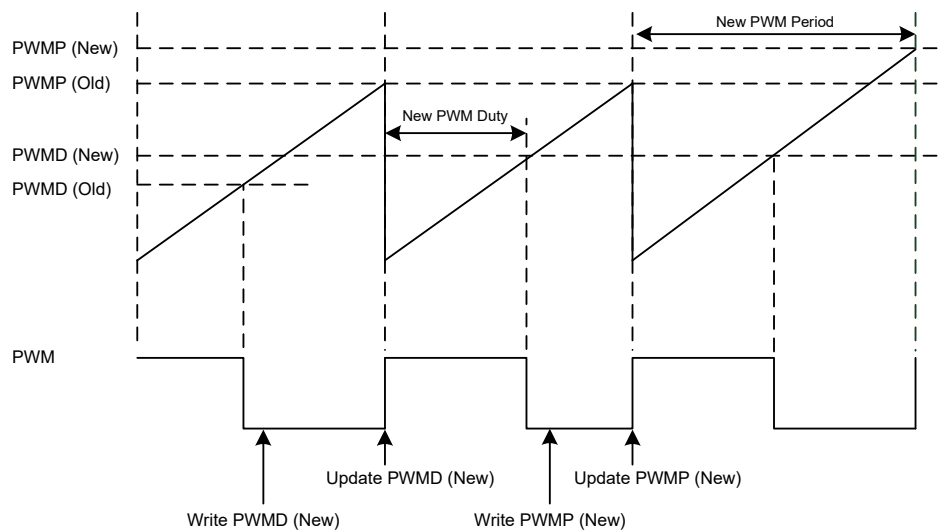 New PWM Period
PWMP (New)
PWMP (Old)
New PWM Duty
PWMD (New)
PWMD (Old)
PWM
Update PWMD (New)
Update PWMP (New)
Write PWMD (New)
Write PWMP (New)